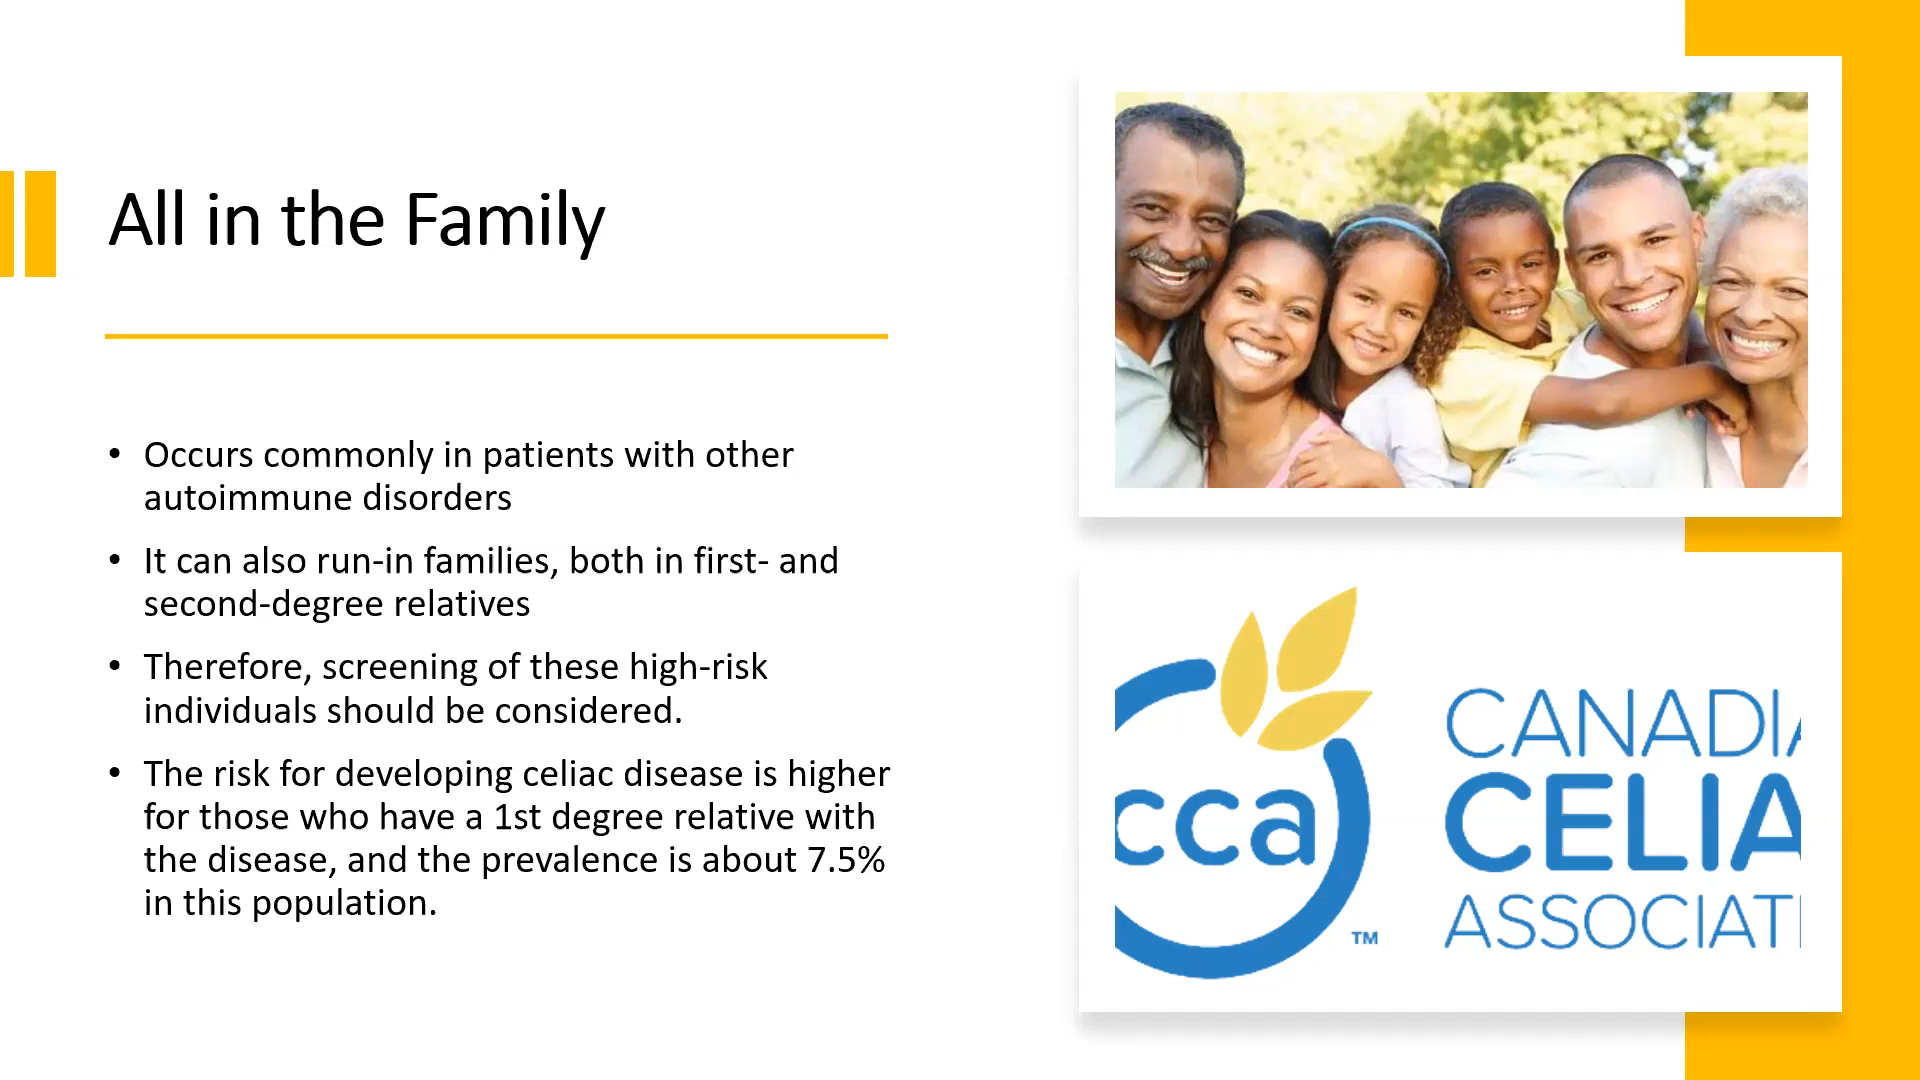 All in the Family
• Occurs commonly in patients with other
autoimmune disorders
• It can also run-in families, both in first- and
second-degree relatives
• Therefore, screening of these high-risk
individuals should be considered.
• The risk for developing celiac disease is higher
for those who have a 1st degree relative with
the disease, and the prevalence is about 7.5%
in this population.
cca
TM
CANADIA
CELIA
ASSOCIATI